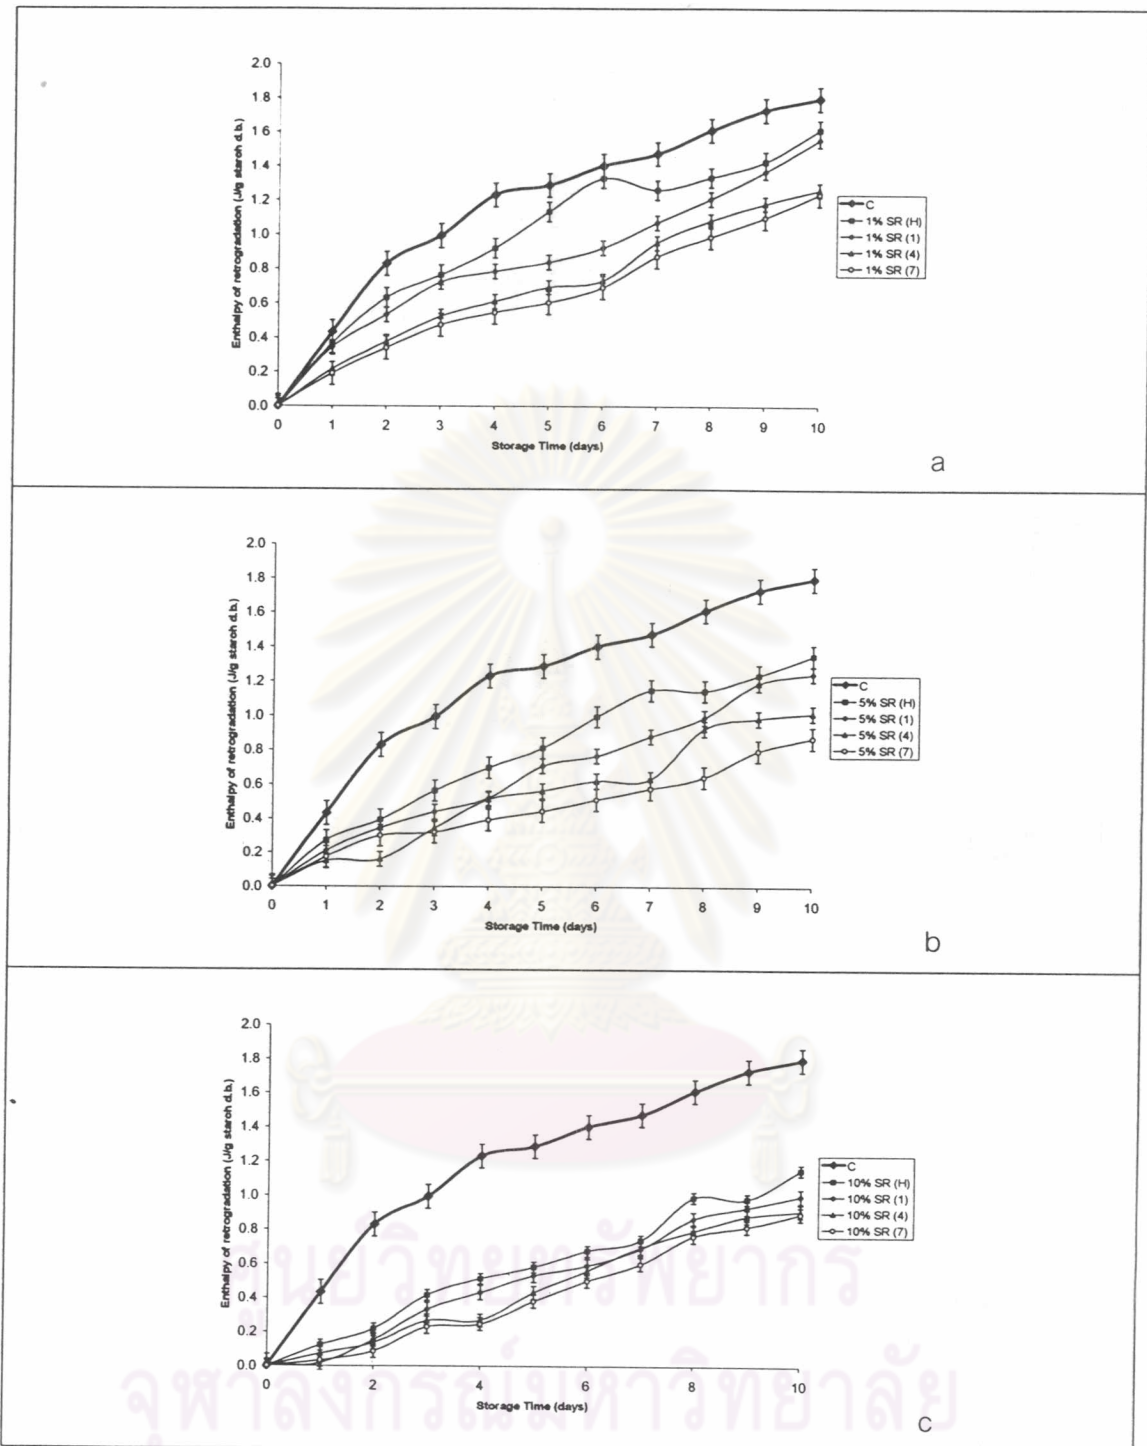 2.0
1.8
1.6
1.4
1.2
1.0
0.8
0.6
0.4
0.2
0.0
Enthalpy of retrogradation (J/g starch d.b.)
0 1 2 3 4 5 6 7 8 9 10
Storage Time (days)
C
1% SR (H)
1% SR (1)
1% SR (4)
1% SR (7)
a
2.0
1.8
1.6
1.4
1.2
1.0
0.8
0.6
0.4
0.2
0.0
Enthalpy of retrogradation (J/g starch d.b.)
0 1 2 3 4 5 6 7 8 9 10
Storage Time (days)
C
5% SR (H)
5% SR (1)
5% SR (4)
5% SR (7)
b
2.0
1.8
1.6
1.4
1.2
1.0
0.8
0.6
0.4
0.2
0.0
Enthalpy of retrogradation (J/g starch d.b.)
0 2 4 6 8 10
Storage Time (days)
C
10% SR (H)
10% SR (1)
10% SR (4)
10% SR (7)
c
ศูนย์วิทยทรัพยากร
จุฬาลงกรณ์มหาวิทยาลัย